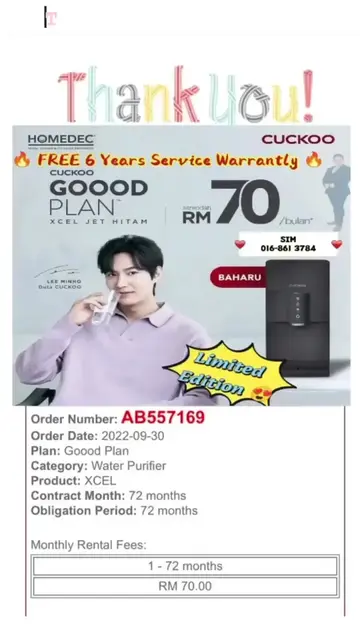 T
Thank You!
HOMEDEC
CUCKOO
🔥 FREE 6 Years Service Warrantly 🔥
CUCKOO
GOOOD
PLAN™
XCEL JET HITAM
RM70
/bulan*
SIM
016-861 3784
LEE MINHO
Duta CUCKOO
BAHARU
Limited
Edition 😍
Order Number: AB557169
Order Date: 2022-09-30
Plan: Goood Plan
Category: Water Purifier
Product: XCEL
Contract Month: 72 months
Obligation Period: 72 months
Monthly Rental Fees:
1 - 72 months
RM 70.00